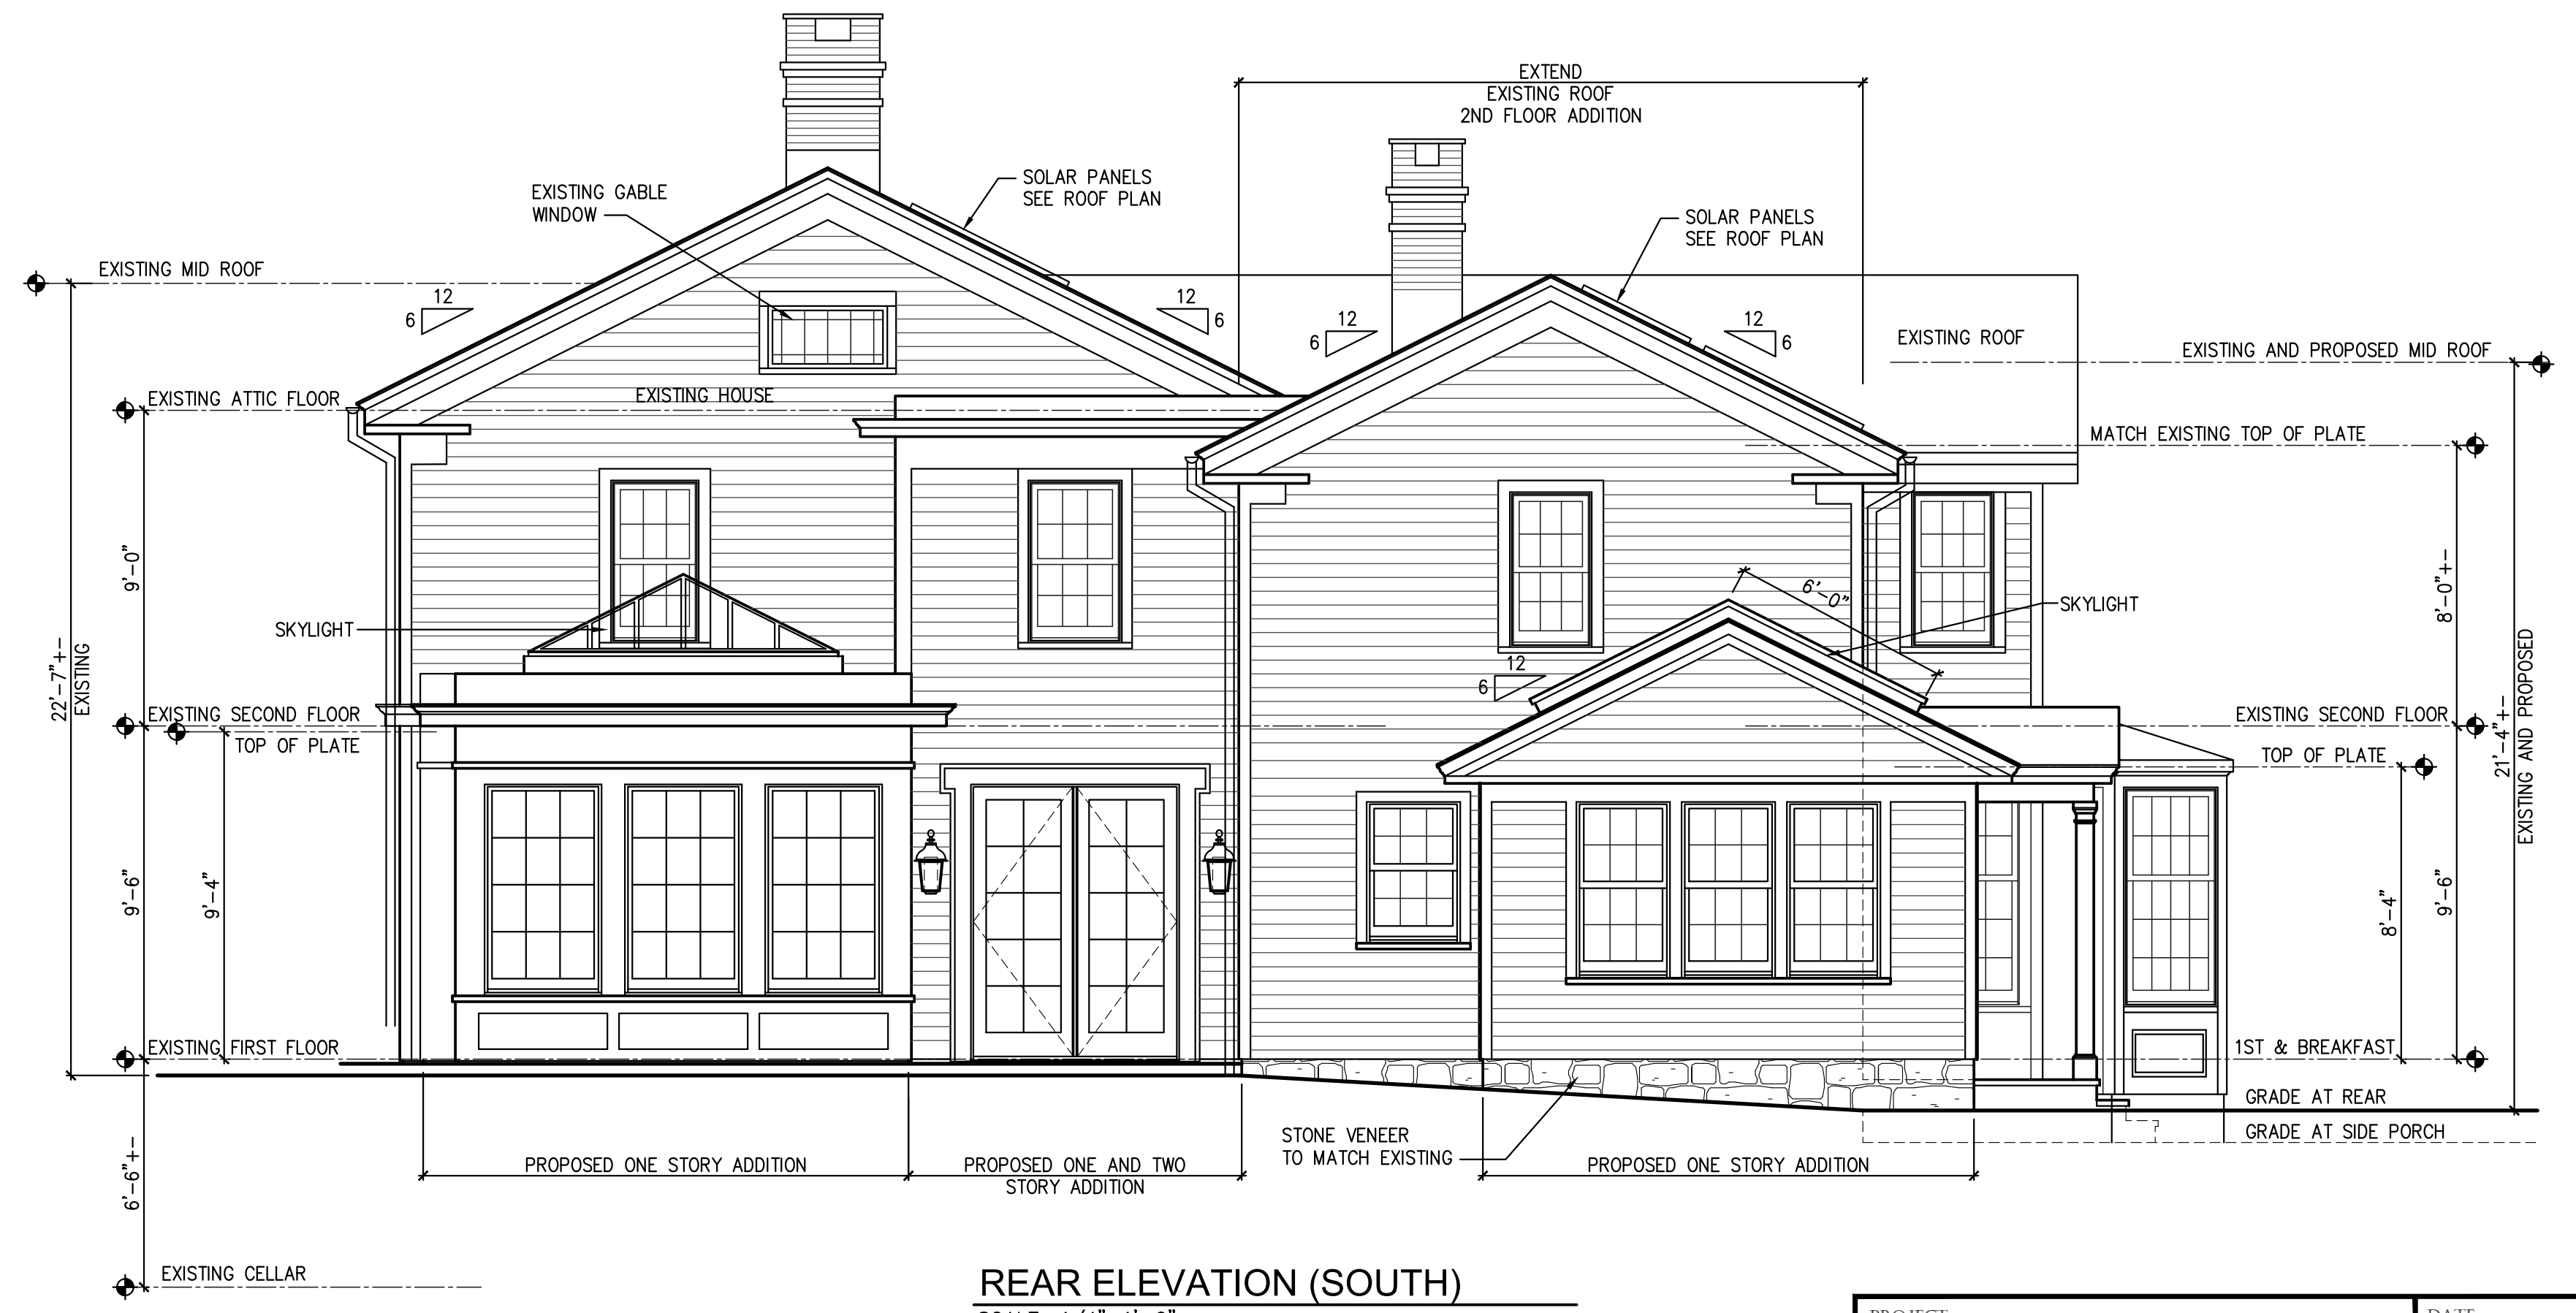 EXTEND
EXISTING ROOF
2ND FLOOR ADDITION
SOLAR PANELS
SEE ROOF PLAN
EXISTING GABLE
WINDOW
SOLAR PANELS
SEE ROOF PLAN
EXISTING MID ROOF
12
6
12
6
12
6
12
6
EXISTING ROOF
EXISTING AND PROPOSED MID ROOF
EXISTING ATTIC FLOOR
EXISTING HOUSE
MATCH EXISTING TOP OF PLATE
9'-0"
8'-0"+-
6'-0"
SKYLIGHT
SKYLIGHT
22'-7"+-
EXISTING
12
6
21'-4"+-
EXISTING AND PROPOSED
EXISTING SECOND FLOOR
TOP OF PLATE
EXISTING SECOND FLOOR
TOP OF PLATE
9'-6"
9'-4"
8'-4"
9'-6"
EXISTING FIRST FLOOR
1ST & BREAKFAST
GRADE AT REAR
GRADE AT SIDE PORCH
STONE VENEER
TO MATCH EXISTING
PROPOSED ONE STORY ADDITION
PROPOSED ONE AND TWO
STORY ADDITION
PROPOSED ONE STORY ADDITION
6'-6"+-
EXISTING CELLAR
REAR ELEVATION (SOUTH)